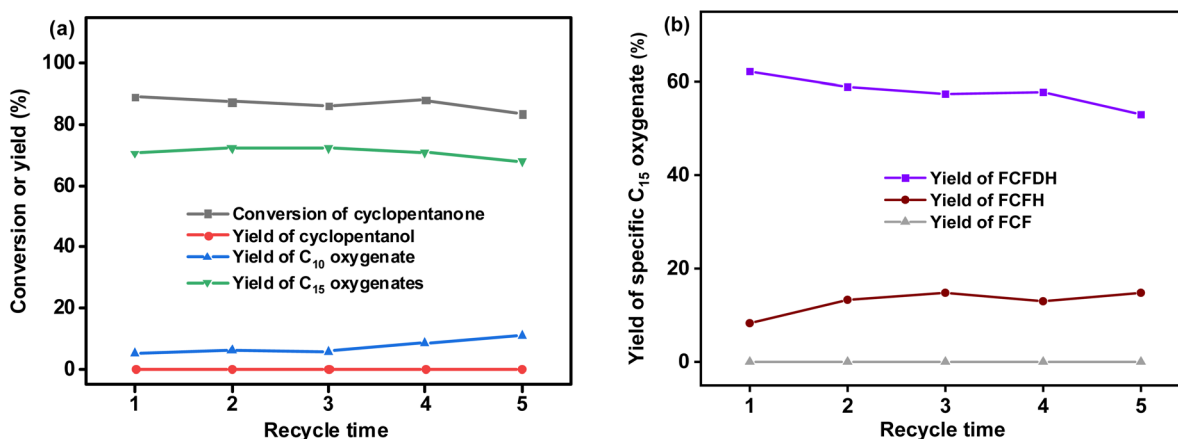 (a)
Conversion or yield (%)
100
80
60
40
20
0
Conversion of cyclopentanone
Yield of cyclopentanol
Yield of C₁₀ oxygenate
Yield of C₁₅ oxygenates
1 2 3 4 5
Recycle time
(b)
Yield of specific C₁₅ oxygenate (%)
60
40
20
0
Yield of FCFDH
Yield of FCFH
Yield of FCF
1 2 3 4 5
Recycle time